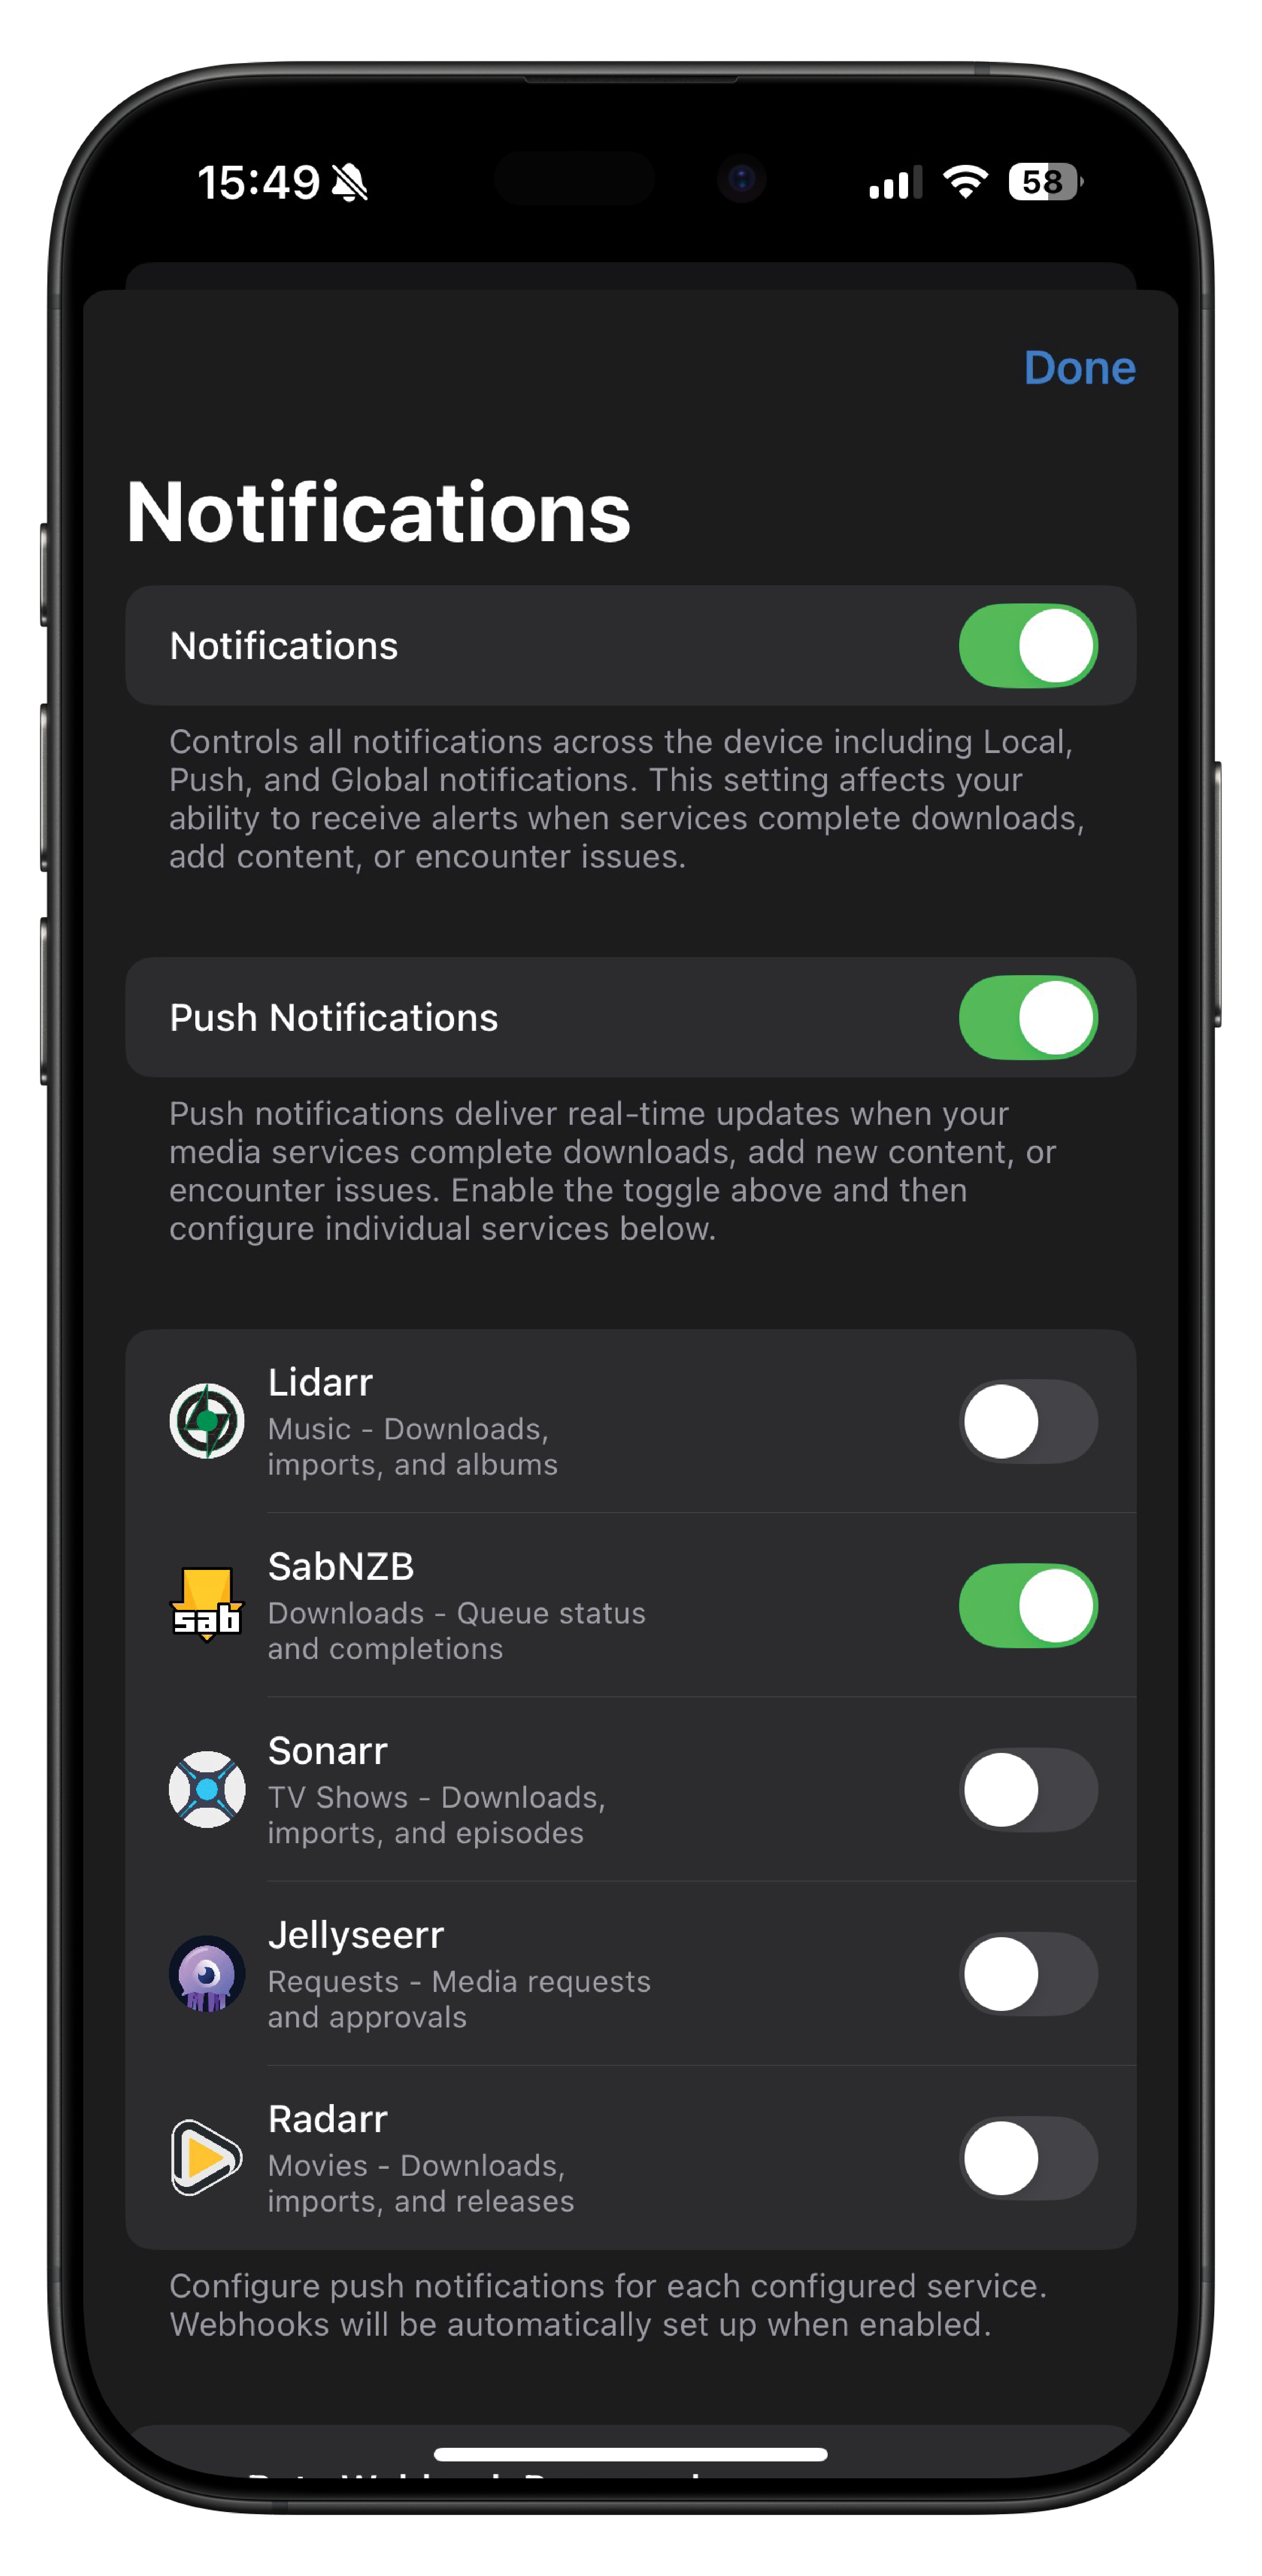 15:49
58
Done
Notifications
Notifications
Controls all notifications across the device including Local,
Push, and Global notifications. This setting affects your
ability to receive alerts when services complete downloads,
add content, or encounter issues.
Push Notifications
Push notifications deliver real-time updates when your
media services complete downloads, add new content, or
encounter issues. Enable the toggle above and then
configure individual services below.
Lidarr
Music - Downloads,
imports, and albums
sab
SabNZB
Downloads - Queue status
and completions
Sonarr
TV Shows - Downloads,
imports, and episodes
Jellyseerr
Requests - Media requests
and approvals
Radarr
Movies - Downloads,
imports, and releases
Configure push notifications for each configured service.
Webhooks will be automatically set up when enabled.